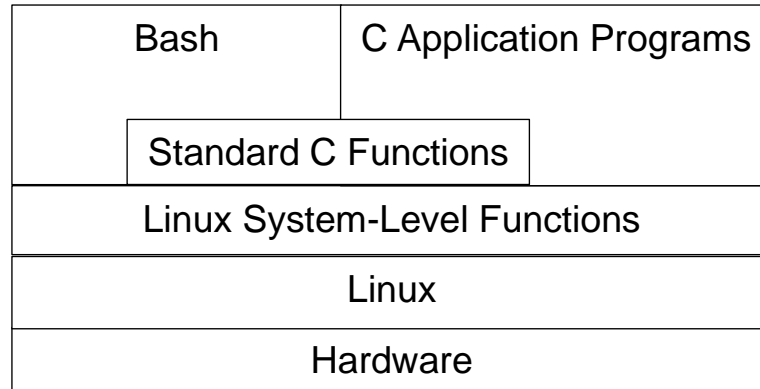 Bash
C Application Programs
Standard C Functions
Linux System-Level Functions
Linux
Hardware